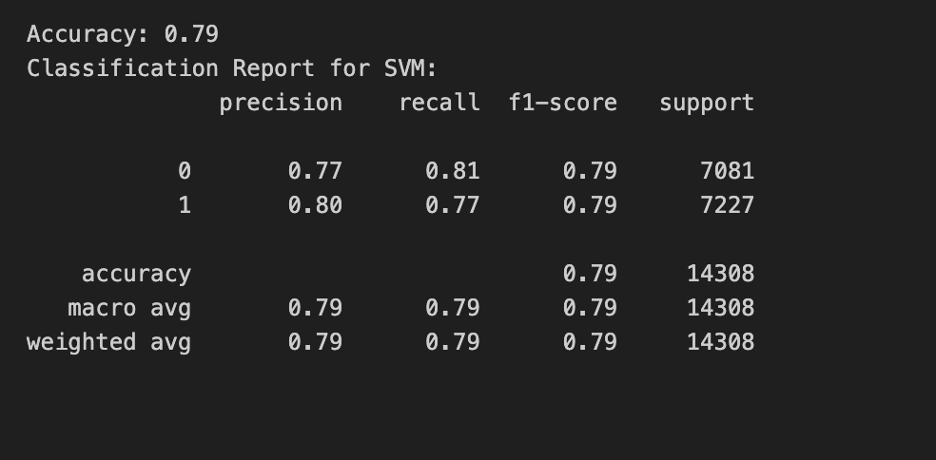 Accuracy: 0.79
Classification Report for SVM:
precision recall f1-score support
0 0.77 0.81 0.79 7081
1 0.80 0.77 0.79 7227
accuracy 0.79 14308
macro avg 0.79 0.79 0.79 14308
weighted avg 0.79 0.79 0.79 14308